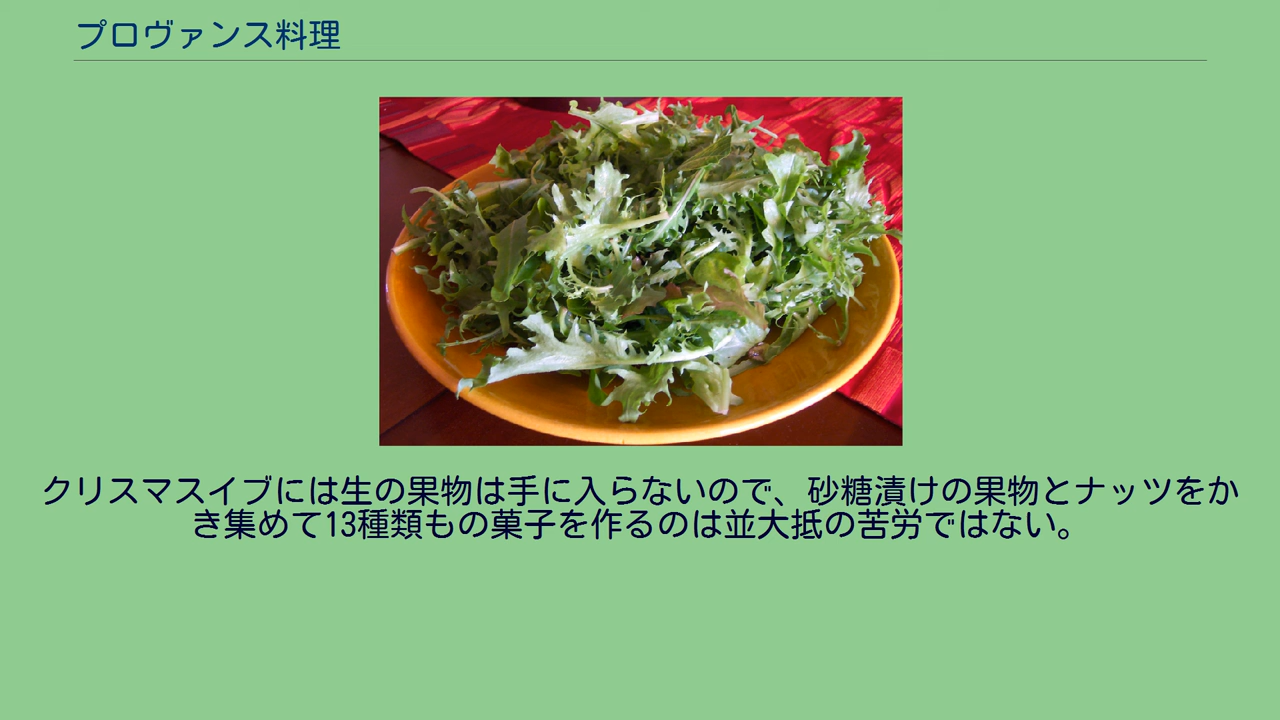 プロヴァンス料理
クリスマスイブには生の果物は手に入らないので、砂糖漬けの果物とナッツをか
き集めて13種類もの菓子を作るのは並大抵の苦労ではない。